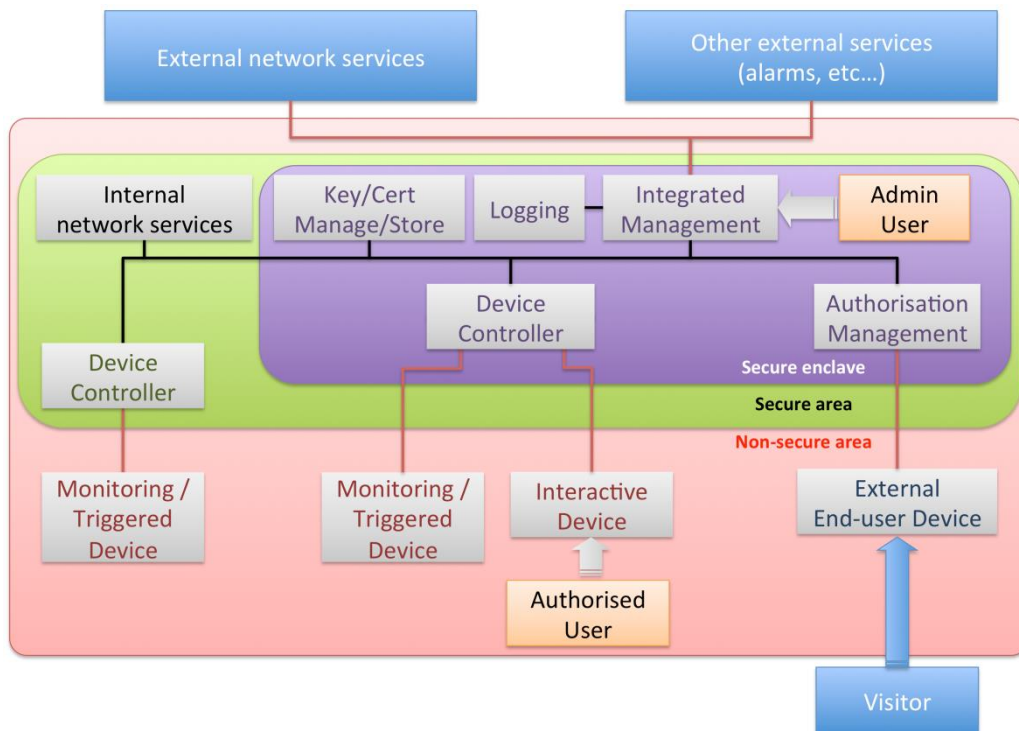 External network services
Other external services
(alarms, etc...)
Internal
network services
Key/Cert
Manage/Store
Logging
Integrated
Management
Admin
User
Device
Controller
Authorisation
Management
Device
Controller
Secure enclave
Secure area
Non-secure area
Monitoring /
Triggered
Device
Monitoring /
Triggered
Device
Interactive
Device
External
End-user Device
Authorised
User
Visitor